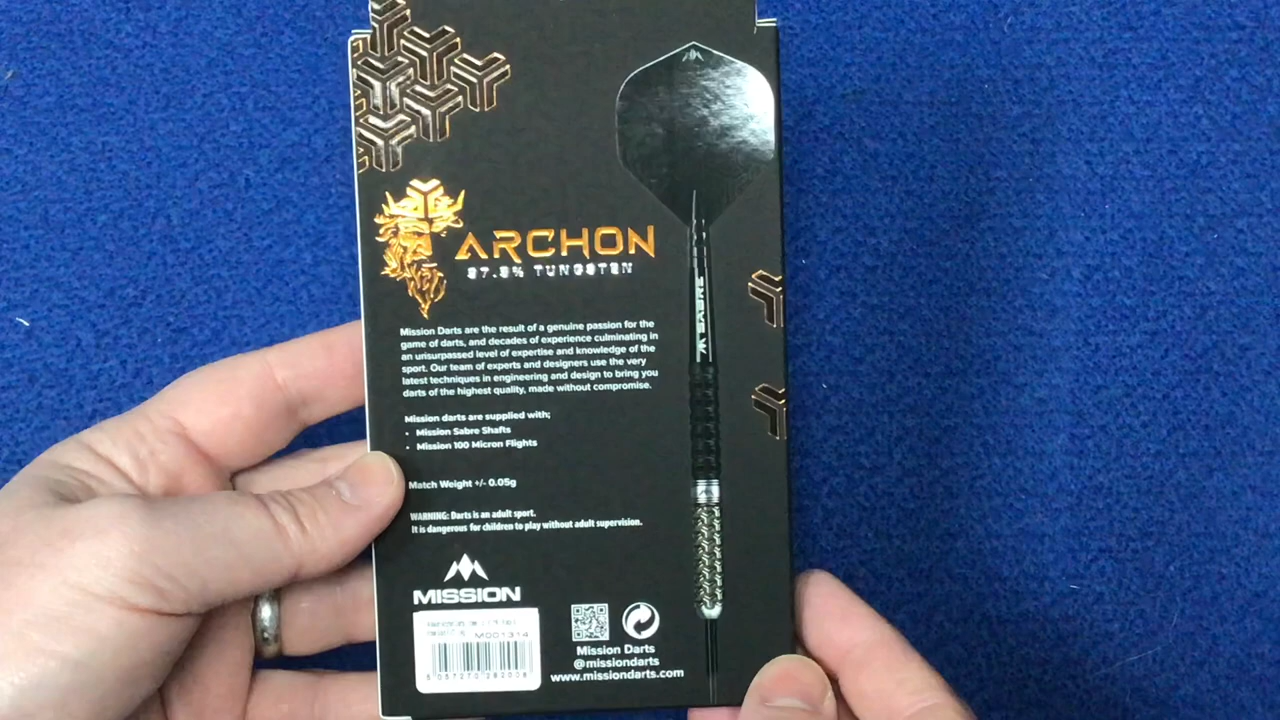 ARCHON
97.5% TUNGSTEN
SABRE
Mission Darts are the result of a genuine passion for the
game of darts, and decades of experience culminating in
an unsurpassed level of expertise and knowledge of the
sport. Our team of experts and designers use the very
latest techniques in engineering and design to bring you
darts of the highest quality, made without compromise.
Mission darts are supplied with;
• Mission Sabre Shafts
• Mission 100 Micron Flights
Match Weight +/- 0.05g
WARNING: Darts is an adult sport.
It is dangerous for children to play without adult supervision.
MISSION
M001314
5 057270 282008
Mission Darts
@missiondarts
www.missiondarts.com